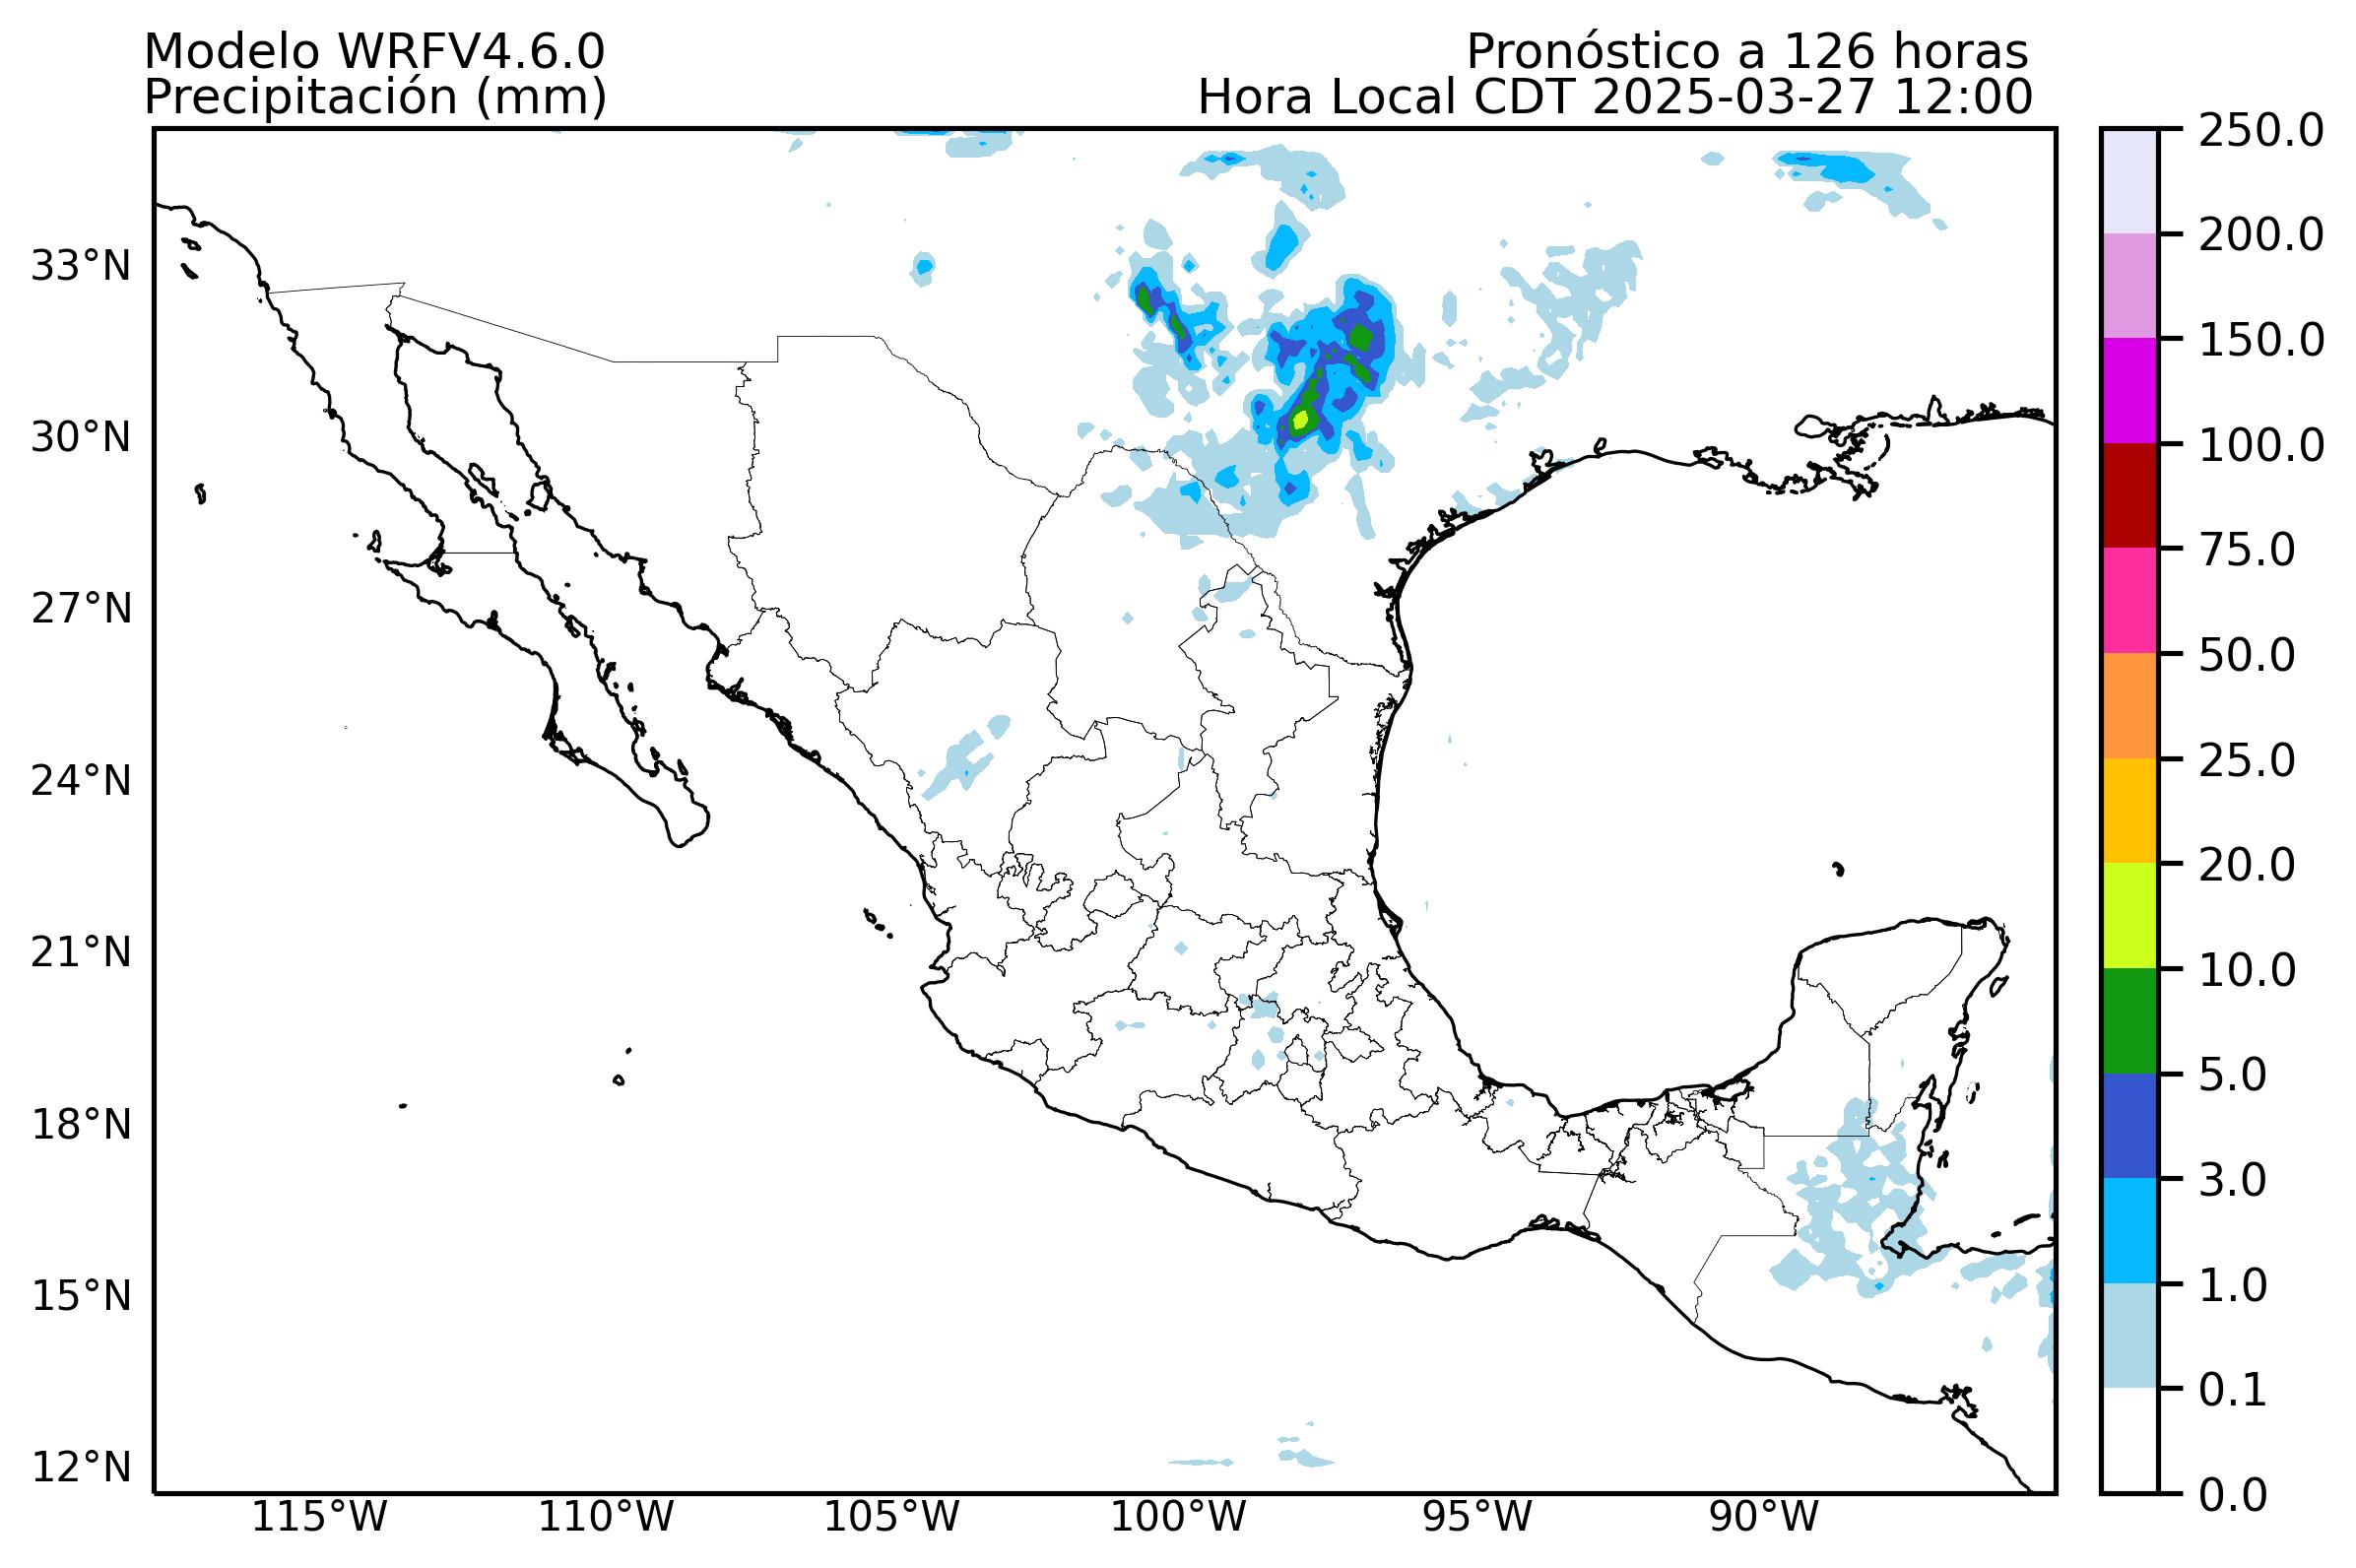 Modelo WRFV4.6.0
Precipitación (mm)
Pronóstico a 126 horas
Hora Local CDT 2025-03-27 12:00
33°N
30°N
27°N
24°N
21°N
18°N
15°N
12°N
115°W
110°W
105°W
100°W
95°W
90°W
250.0
200.0
150.0
100.0
75.0
50.0
25.0
20.0
10.0
5.0
3.0
1.0
0.1
0.0